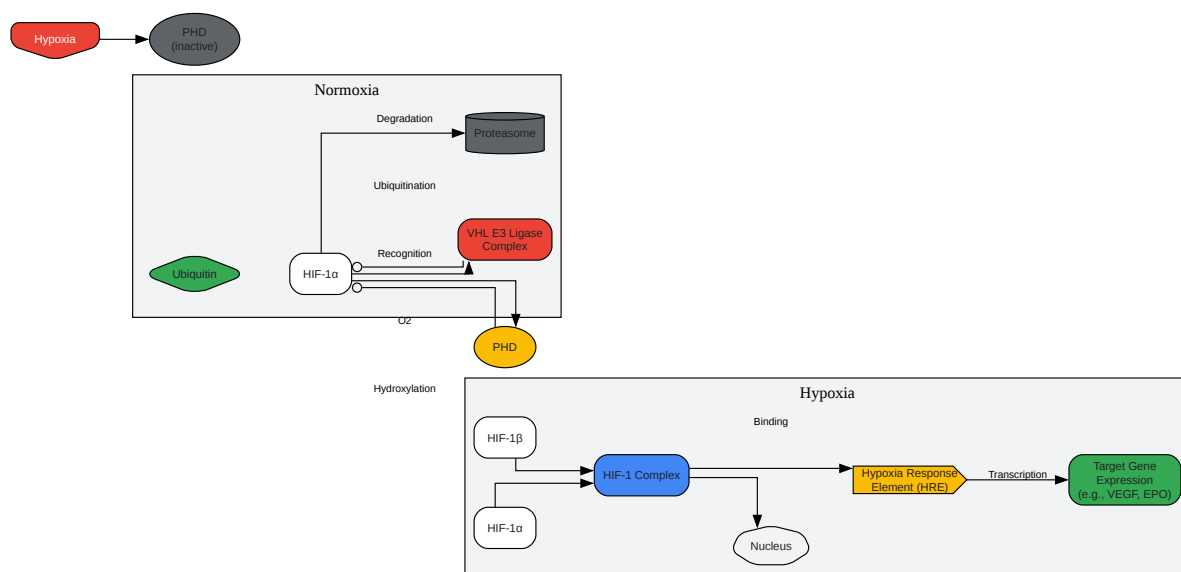 Hypoxia
PHD
(inactive)
Normoxia
Degradation
Proteasome
Ubiquitination
VHL E3 Ligase
Complex
Recognition
Ubiquitin
HIF-1α
O2
PHD
Hydroxylation
Hypoxia
Binding
HIF-1β
HIF-1 Complex
Hypoxia Response
Element (HRE)
Transcription
Target Gene
Expression
(e.g., VEGF, EPO)
HIF-1α
Nucleus